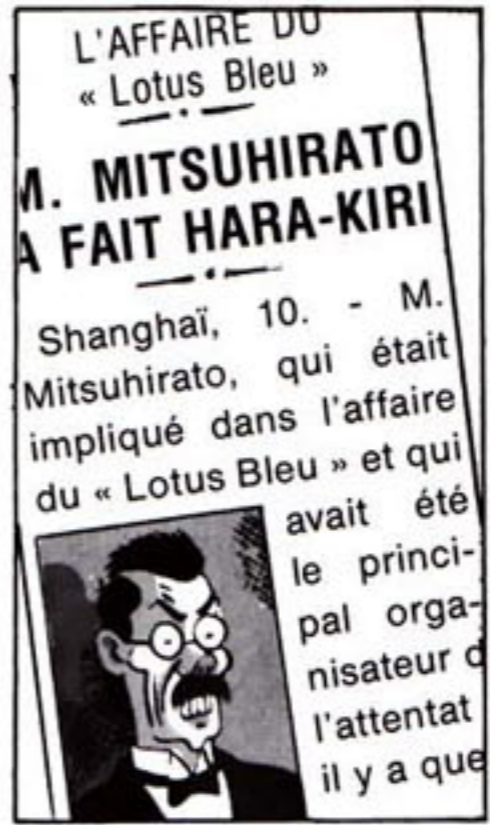 L'AFFAIRE DU
« Lotus Bleu »
M. MITSUHIRATO
A FAIT HARA-KIRI
Shanghaï, 10. - M.
Mitsuhirato, qui était
impliqué dans l'affaire
du « Lotus Bleu » et qui
avait été
le princi-
pal orga-
nisateur d
l'attentat
il y a que